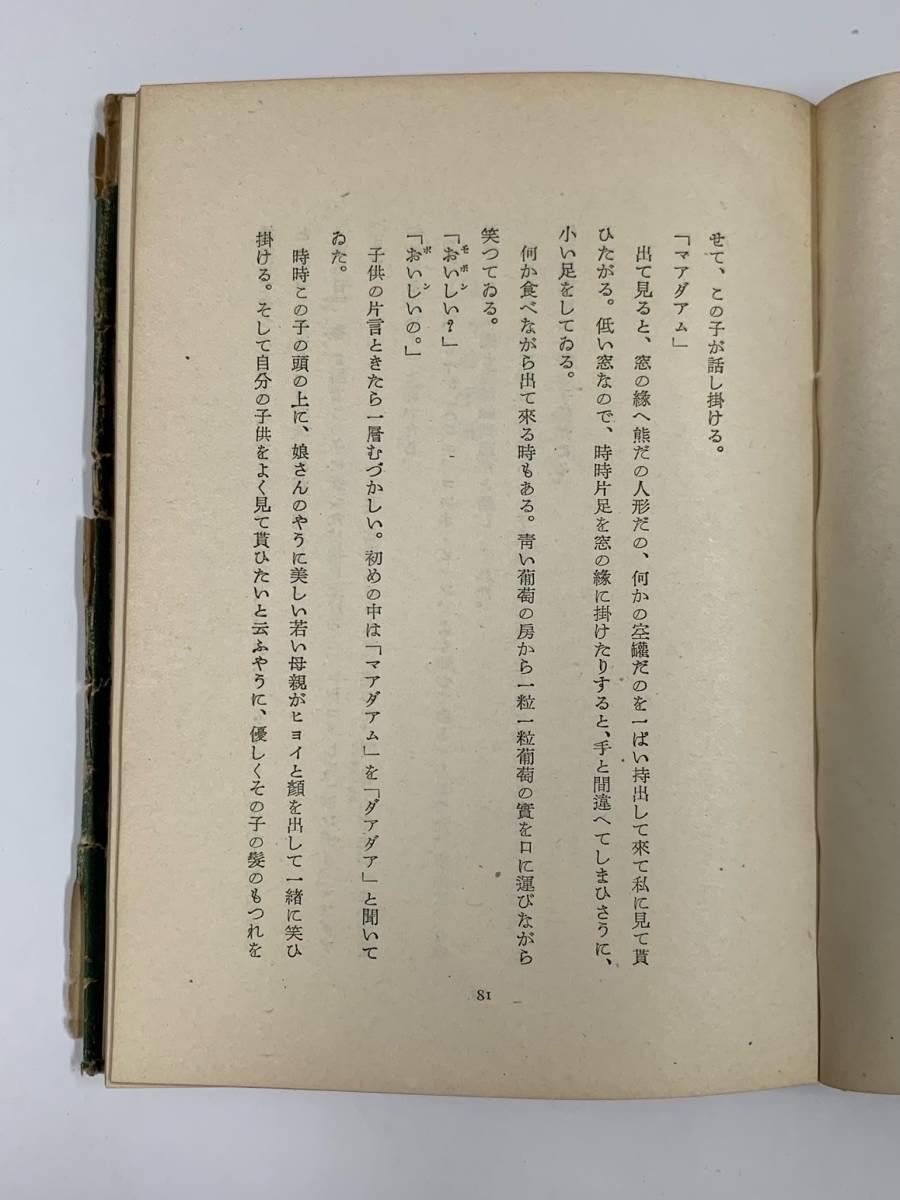 せて、この子が話し掛ける。
「マアダアム」
出て見ると、窓の緣へ熊だの人形だの、何かの空罐だのを一ぱい持出して來て私に見て貰
ひたがる。低い窓なので、時時片足を窓の緣に掛けたりすると、手と間違へてしまひさうに、
小い足をしてゐる。
何か食べながら出て來る時もある。靑い葡萄の房から一粒一粒葡萄の實を口に運びながら
笑つてゐる。
「おいしい？」
モボン
「おいしいの。」
ボン
子供の片言ときたら一層むづかしい。初めの中は「マアダアム」を「ダアダア」と聞いて
ゐた。
時時この子の頭の上に、娘さんのやうに美しい若い母親がヒョイと顏を出して一緒に笑ひ
掛ける。そして自分の子供をよく見て貰ひたいと云ふやうに、優しくその子の髮のもつれを
81